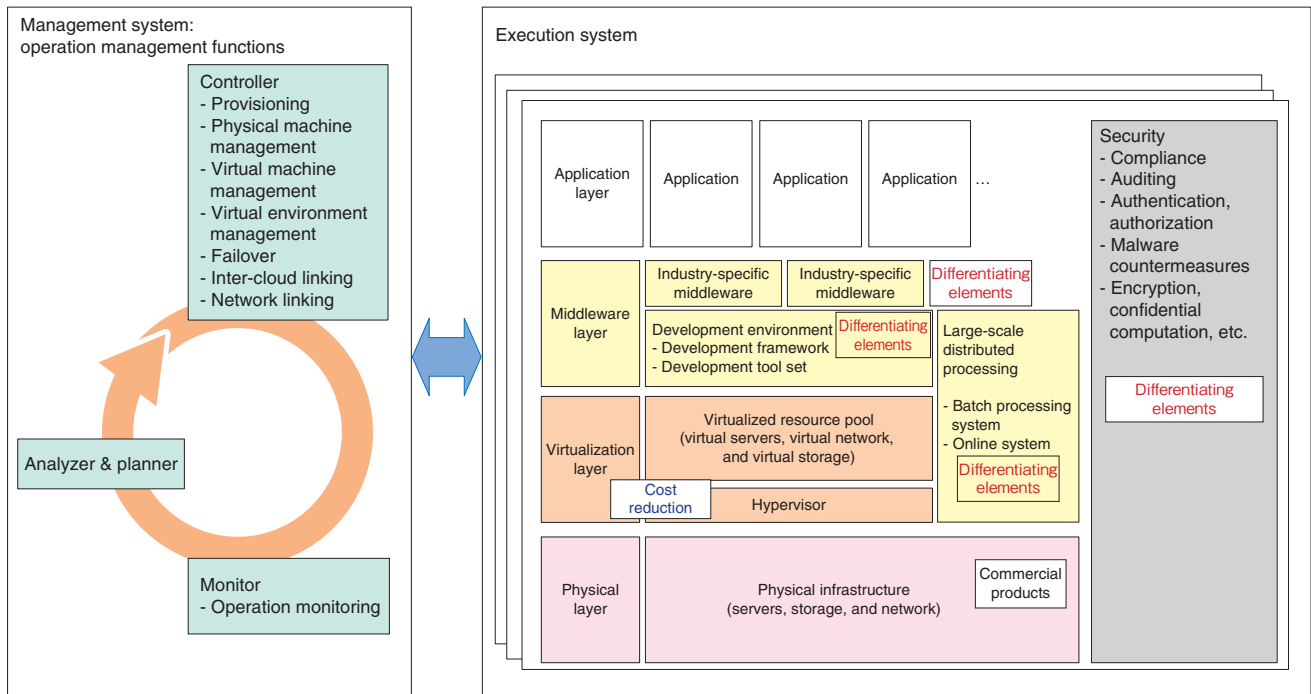 Management system:
operation management functions
Controller
- Provisioning
- Physical machine
management
- Virtual machine
management
- Virtual environment
management
- Failover
- Inter-cloud linking
- Network linking
Analyzer & planner
Monitor
- Operation monitoring
Execution system
Application
layer
Application
Application
Application
...
Middleware
layer
Industry-specific
middleware
Industry-specific
middleware
Differentiating
elements
Development environment
- Development framework
- Development tool set
Differentiating
elements
Large-scale
distributed
processing
- Batch processing
system
- Online system
Differentiating
elements
Virtualization
layer
Virtualized resource pool
(virtual servers, virtual network,
and virtual storage)
Cost
reduction
Hypervisor
Physical
layer
Physical infrastructure
(servers, storage, and network)
Commercial
products
Security
- Compliance
- Auditing
- Authentication,
authorization
- Malware
countermeasures
- Encryption,
confidential
computation, etc.
Differentiating
elements